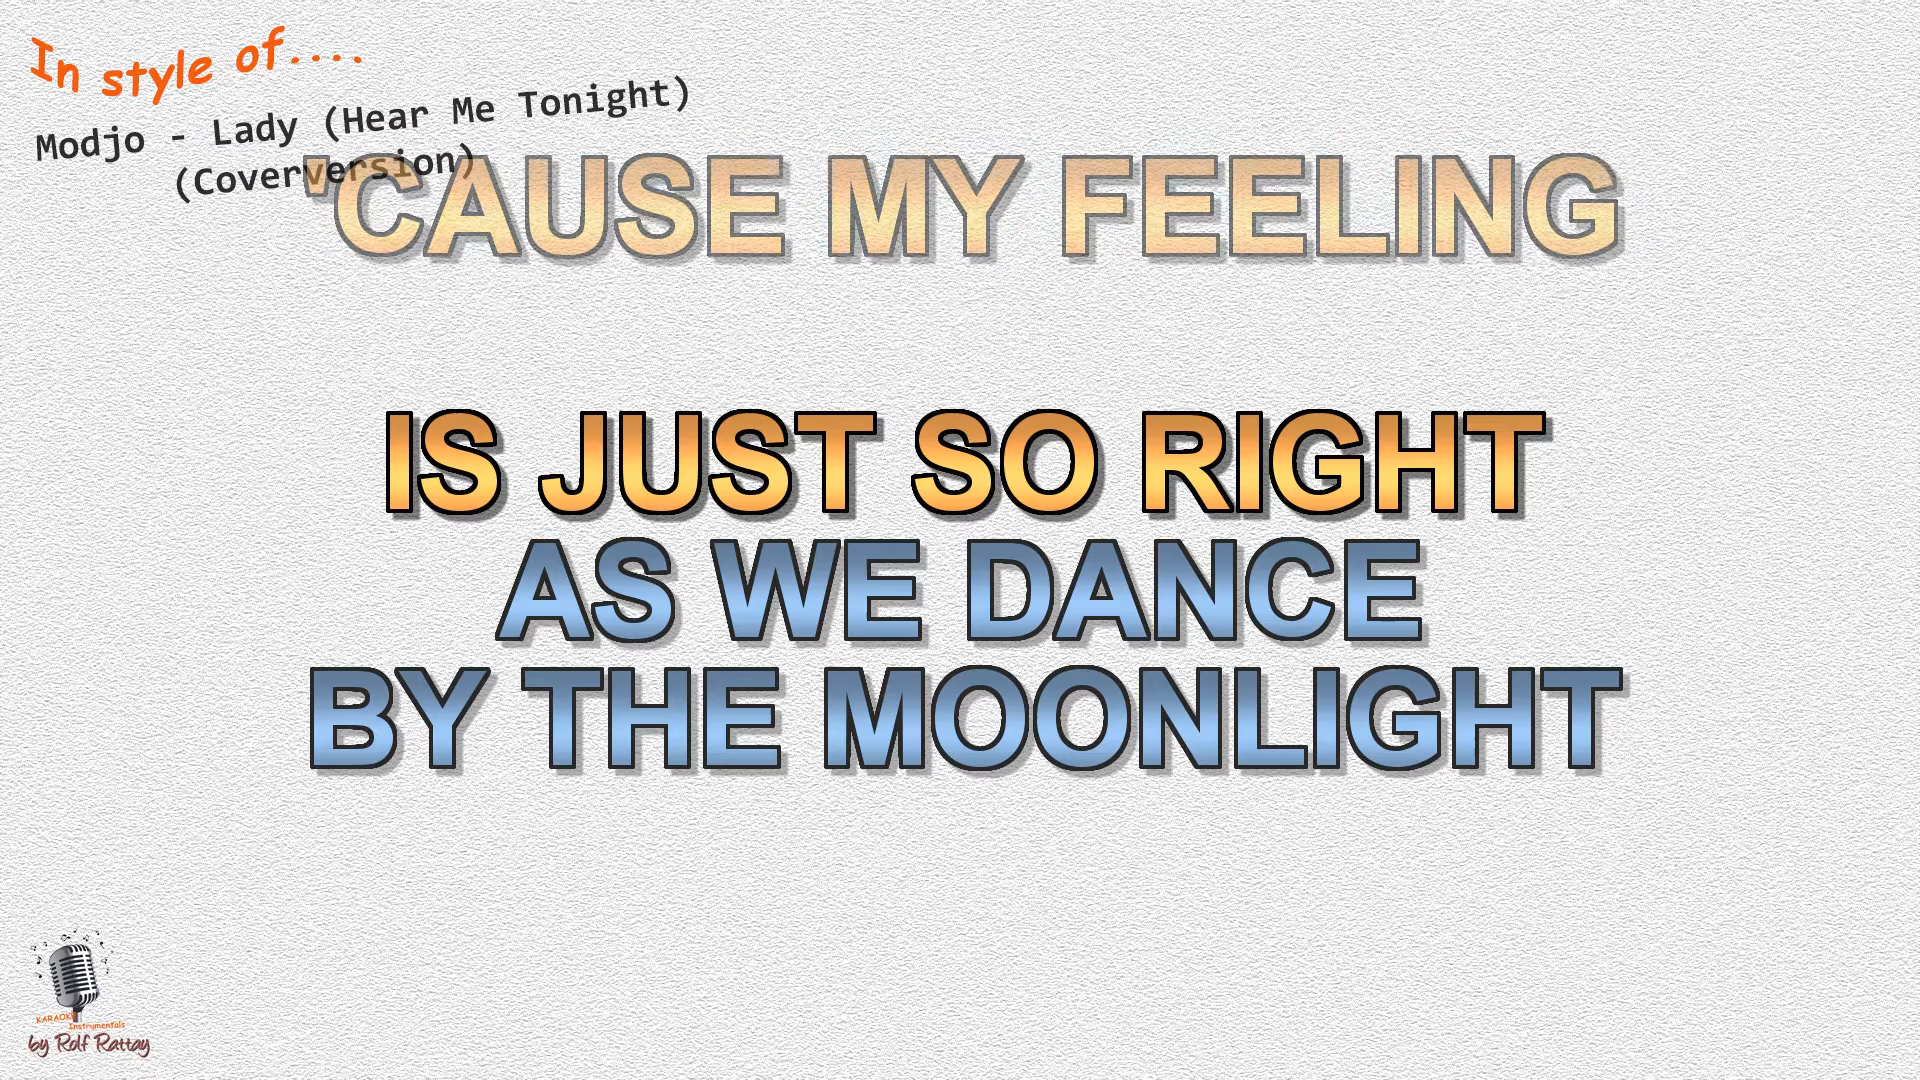 In style of....
Modjo - Lady (Hear Me Tonight)
(Coverversion)
'CAUSE MY FEELING
IS JUST SO RIGHT
AS WE DANCE
BY THE MOONLIGHT
KARAOKE
Instrumentals
by Rolf Rattay